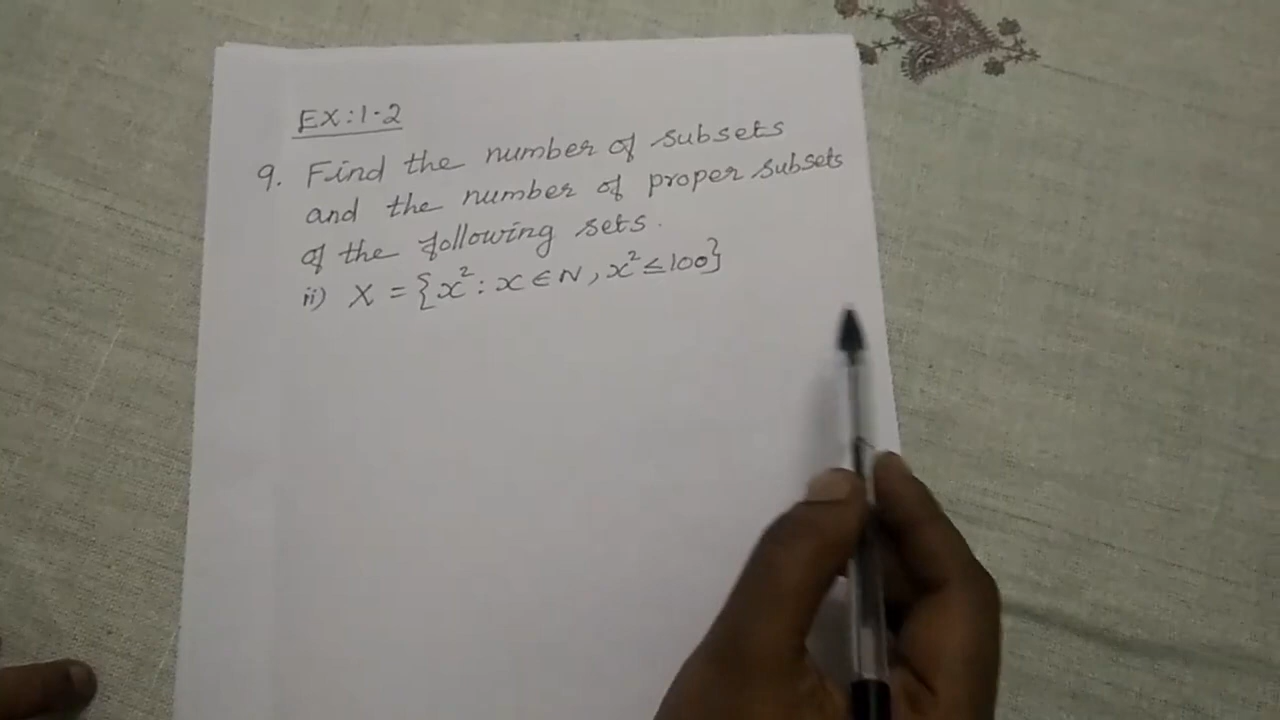 EX:1.2
9. Find the number of subsets
and the number of proper subsets
of the following sets.
ii) X = {x² : x ∈ N, x² ≤ 100}